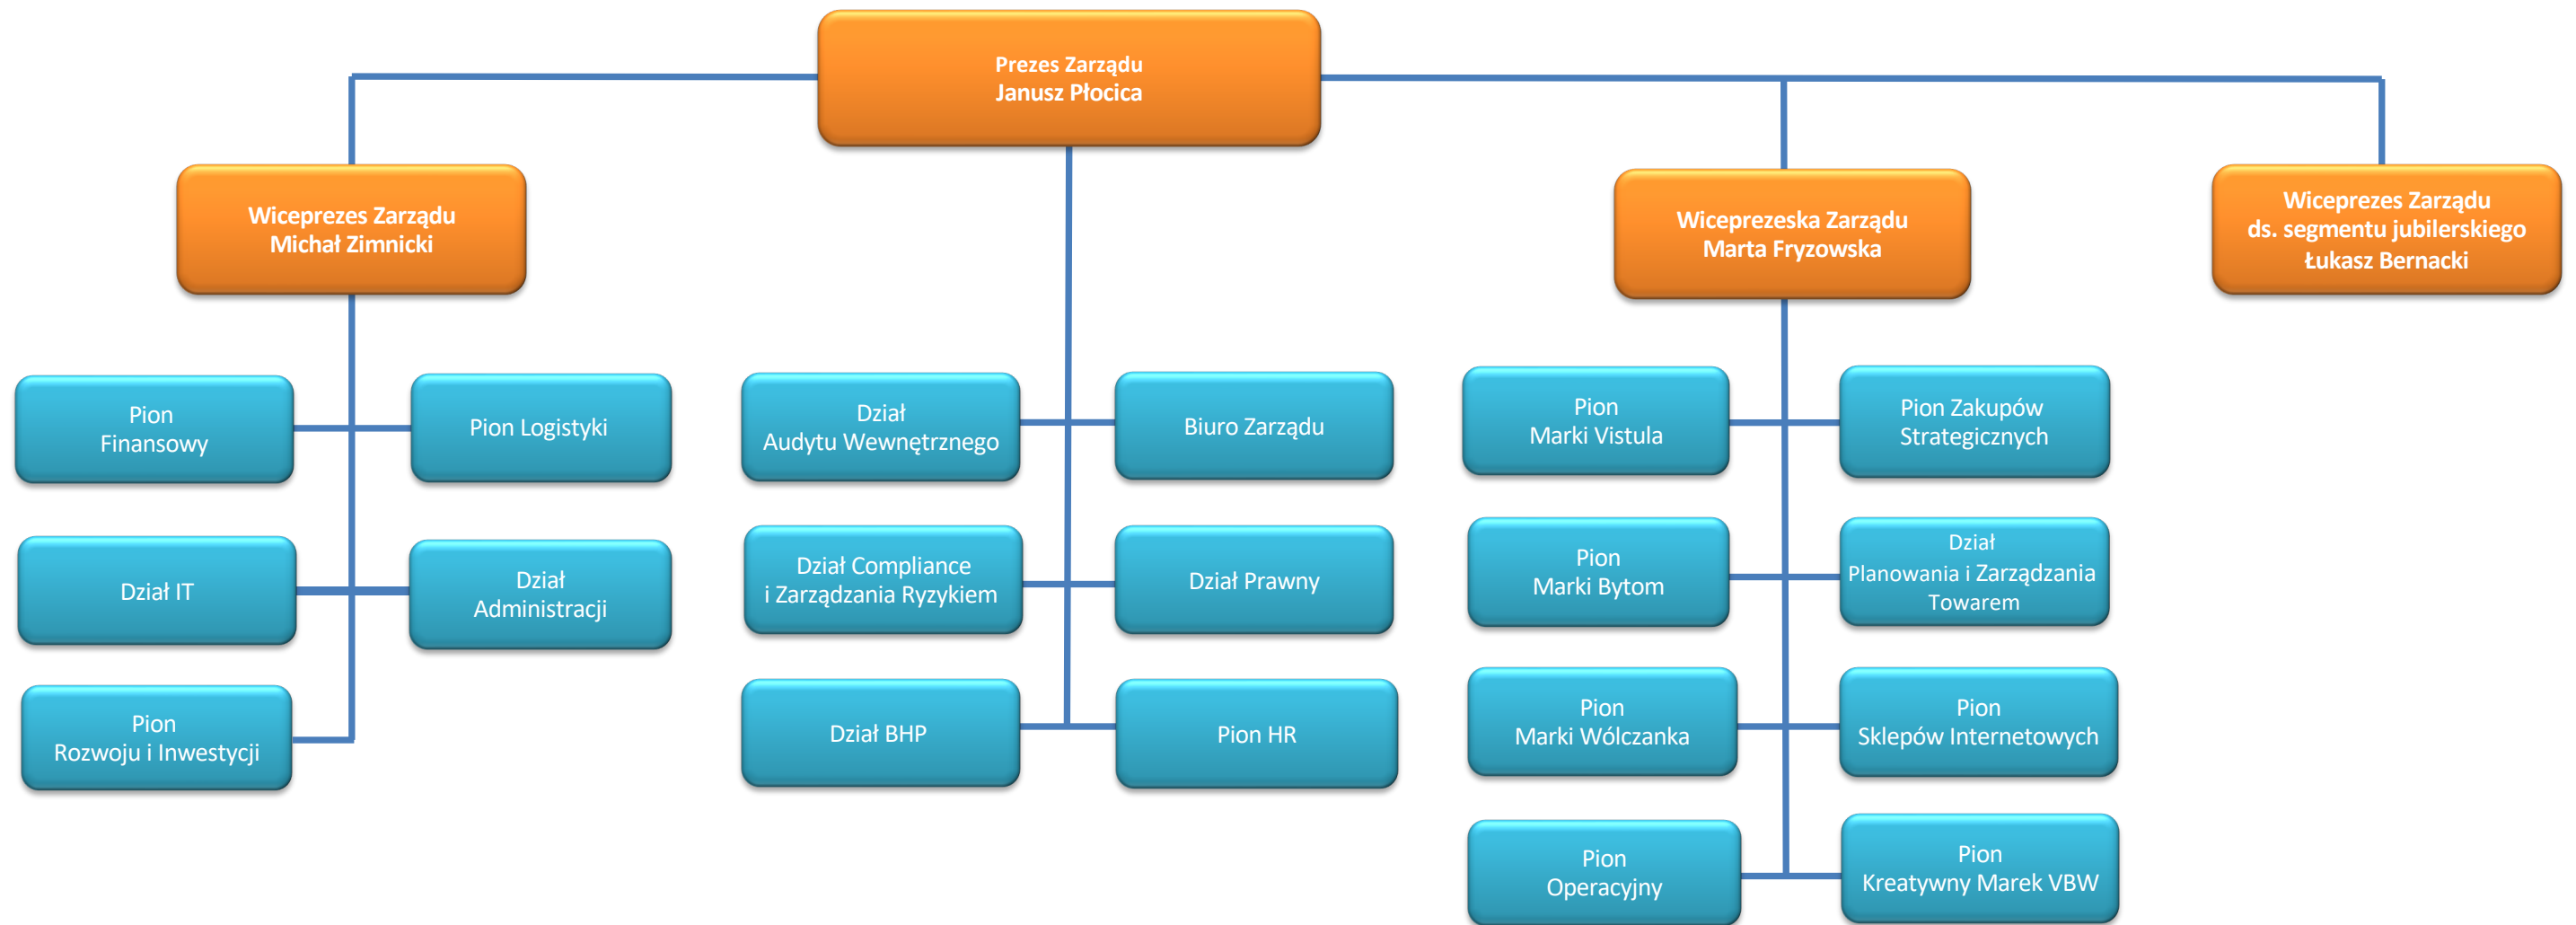 Prezes Zarządu
Janusz Płocica
Wiceprezes Zarządu
Michał Zimnicki
Wiceprezeska Zarządu
Marta Fryzowska
Wiceprezes Zarządu
ds. segmentu jubilerskiego
Łukasz Bernacki
Pion
Finansowy
Pion Logistyki
Dział IT
Dział
Administracji
Pion
Rozwoju i Inwestycji
Dział
Audytu Wewnętrznego
Biuro Zarządu
Dział Compliance
i Zarządzania Ryzykiem
Dział Prawny
Dział BHP
Pion HR
Pion
Marki Vistula
Pion Zakupów
Strategicznych
Pion
Marki Bytom
Dział
Planowania i Zarządzania
Towarem
Pion
Marki Wólczanka
Pion
Sklepów Internetowych
Pion
Operacyjny
Pion
Kreatywny Marek VBW